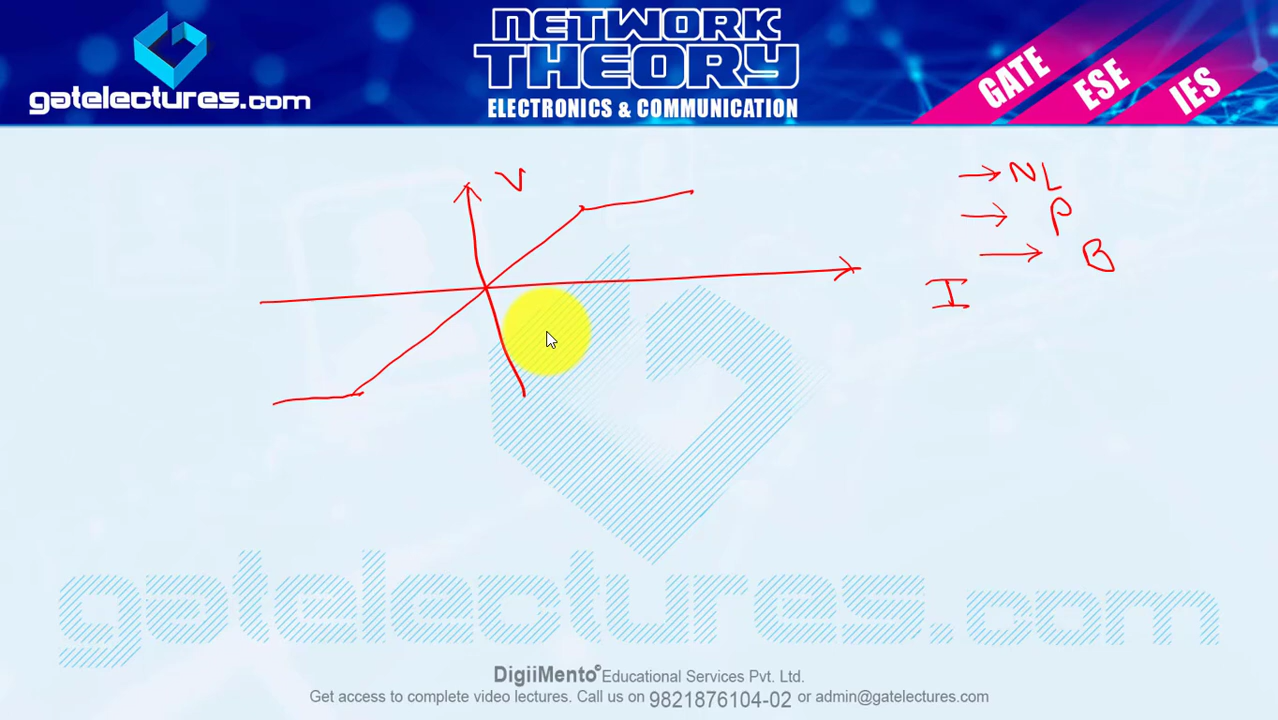 gatelectures.com
NETWORK
THEORY
ELECTRONICS & COMMUNICATION
GATE
ESE
IES
V
NL
P
B
I
gatelectures.com
DigiiMento© Educational Services Pvt. Ltd.
Get access to complete video lectures. Call us on 9821876104-02 or admin@gatelectures.com